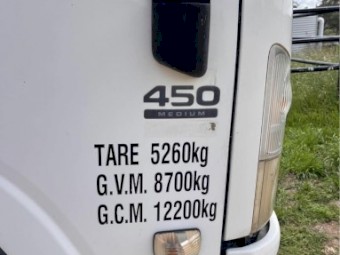 450
MEDIUM
TARE 5260kg
G.V.M. 8700kg
G.C.M. 12200kg